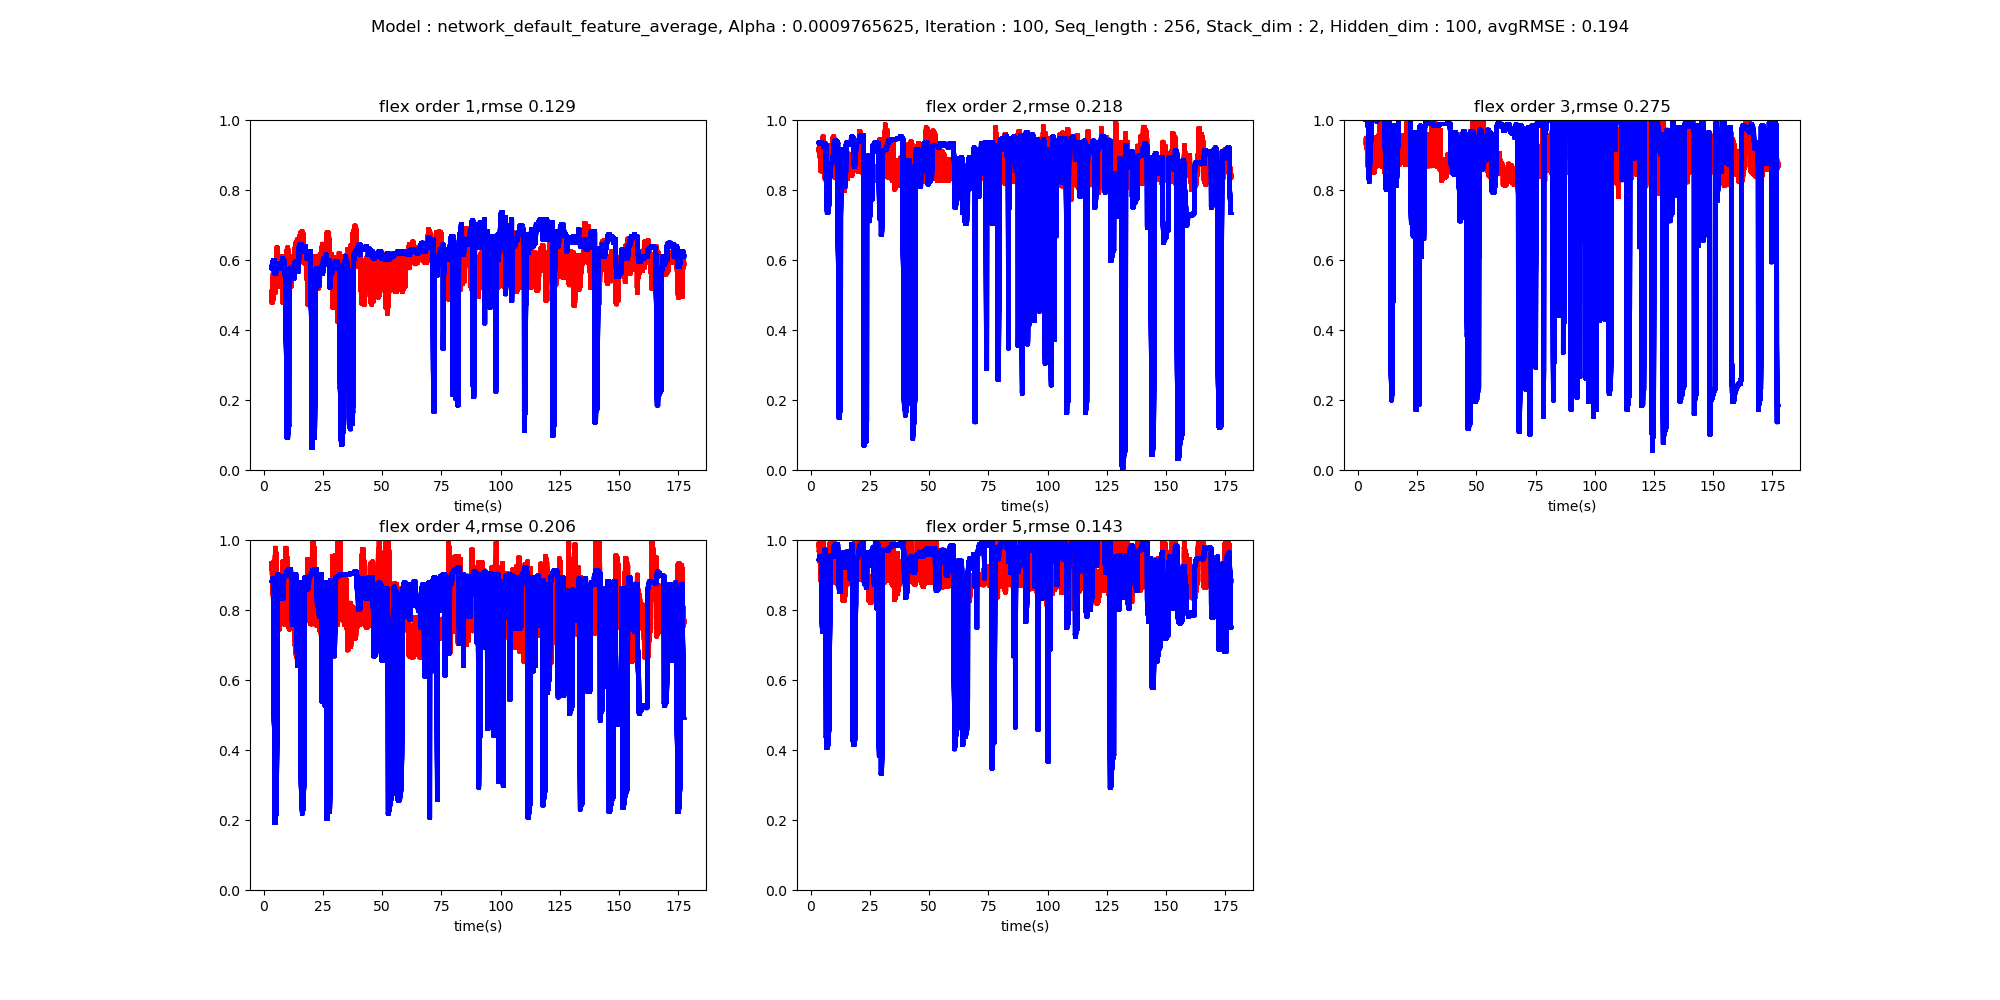 Model : network_default_feature_average, Alpha : 0.0009765625, Iteration : 100, Seq_length : 256, Stack_dim : 2, Hidden_dim : 100, avgRMSE : 0.194
flex order 1,rmse 0.129
1.0
0.8
0.6
0.4
0.2
0.0
0 25 50 75 100 125 150 175
time(s)
flex order 2,rmse 0.218
1.0
0.8
0.6
0.4
0.2
0.0
0 25 50 75 100 125 150 175
time(s)
flex order 3,rmse 0.275
1.0
0.8
0.6
0.4
0.2
0.0
0 25 50 75 100 125 150 175
time(s)
flex order 4,rmse 0.206
1.0
0.8
0.6
0.4
0.2
0.0
0 25 50 75 100 125 150 175
time(s)
flex order 5,rmse 0.143
1.0
0.8
0.6
0.4
0.2
0.0
0 25 50 75 100 125 150 175
time(s)